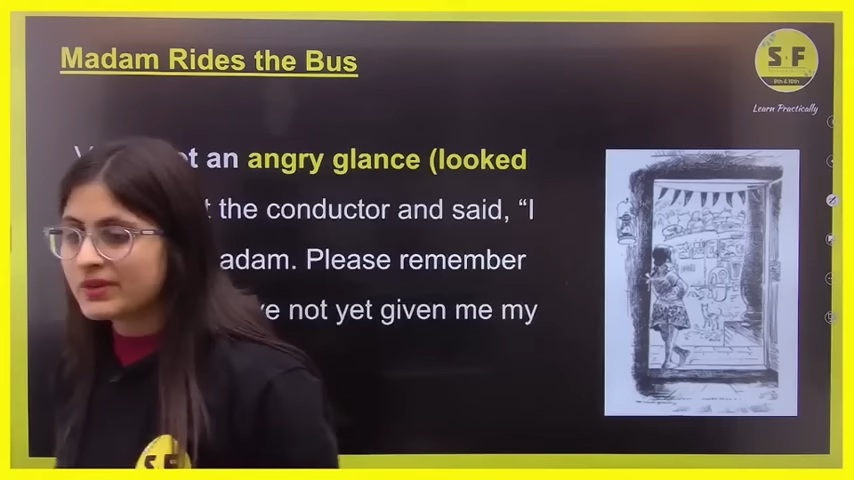 Madam Rides the Bus
an angry glance (looked
the conductor and said, “I
adam. Please remember
e not yet given me my
S F
9th & 10th
Learn Practically
S F